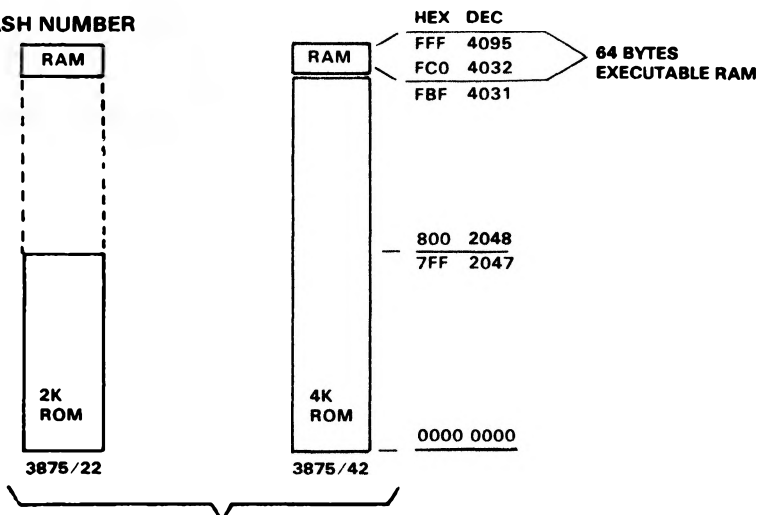 SH NUMBER
HEX DEC
RAM
RAM
FFF 4095
FC0 4032
FBF 4031
64 BYTES
EXECUTABLE RAM
800 2048
7FF 2047
2K
ROM
4K
ROM
0000 0000
3875/22
3875/42